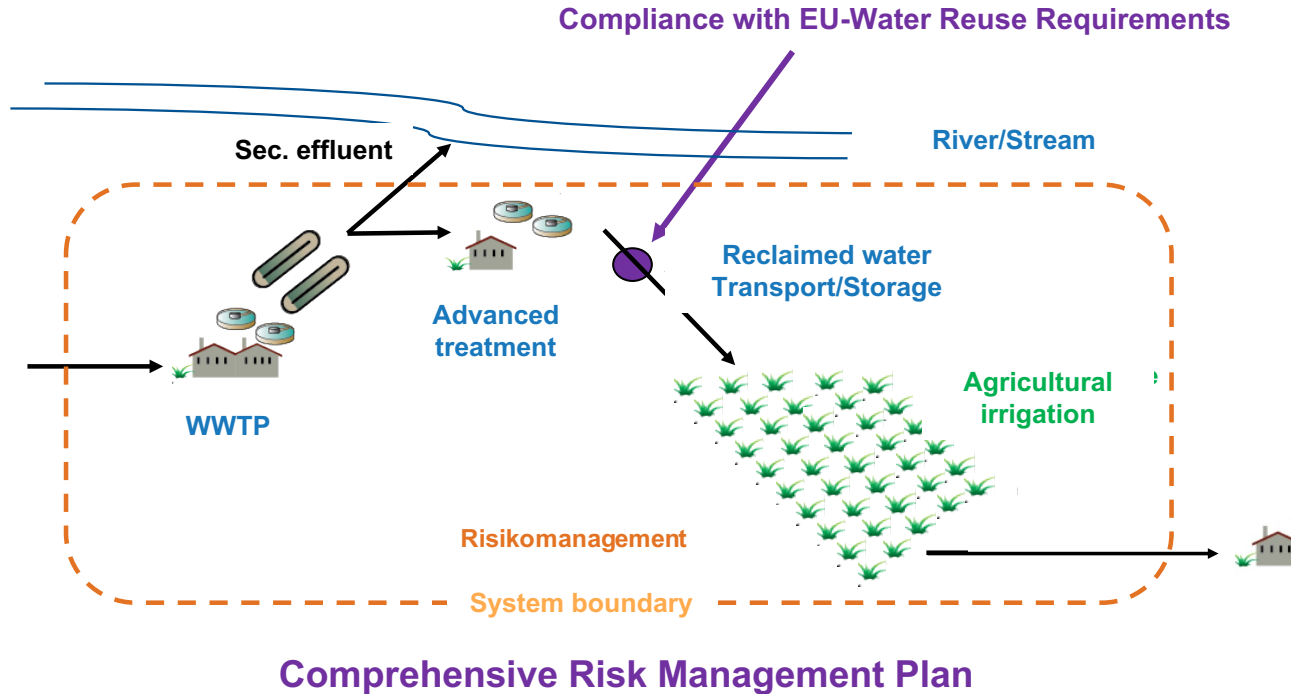 Compliance with EU-Water Reuse Requirements
Sec. effluent
River/Stream
Reclaimed water
Transport/Storage
Advanced
treatment
Agricultural
irrigation
WWTP
Risikomanagement
System boundary
Comprehensive Risk Management Plan